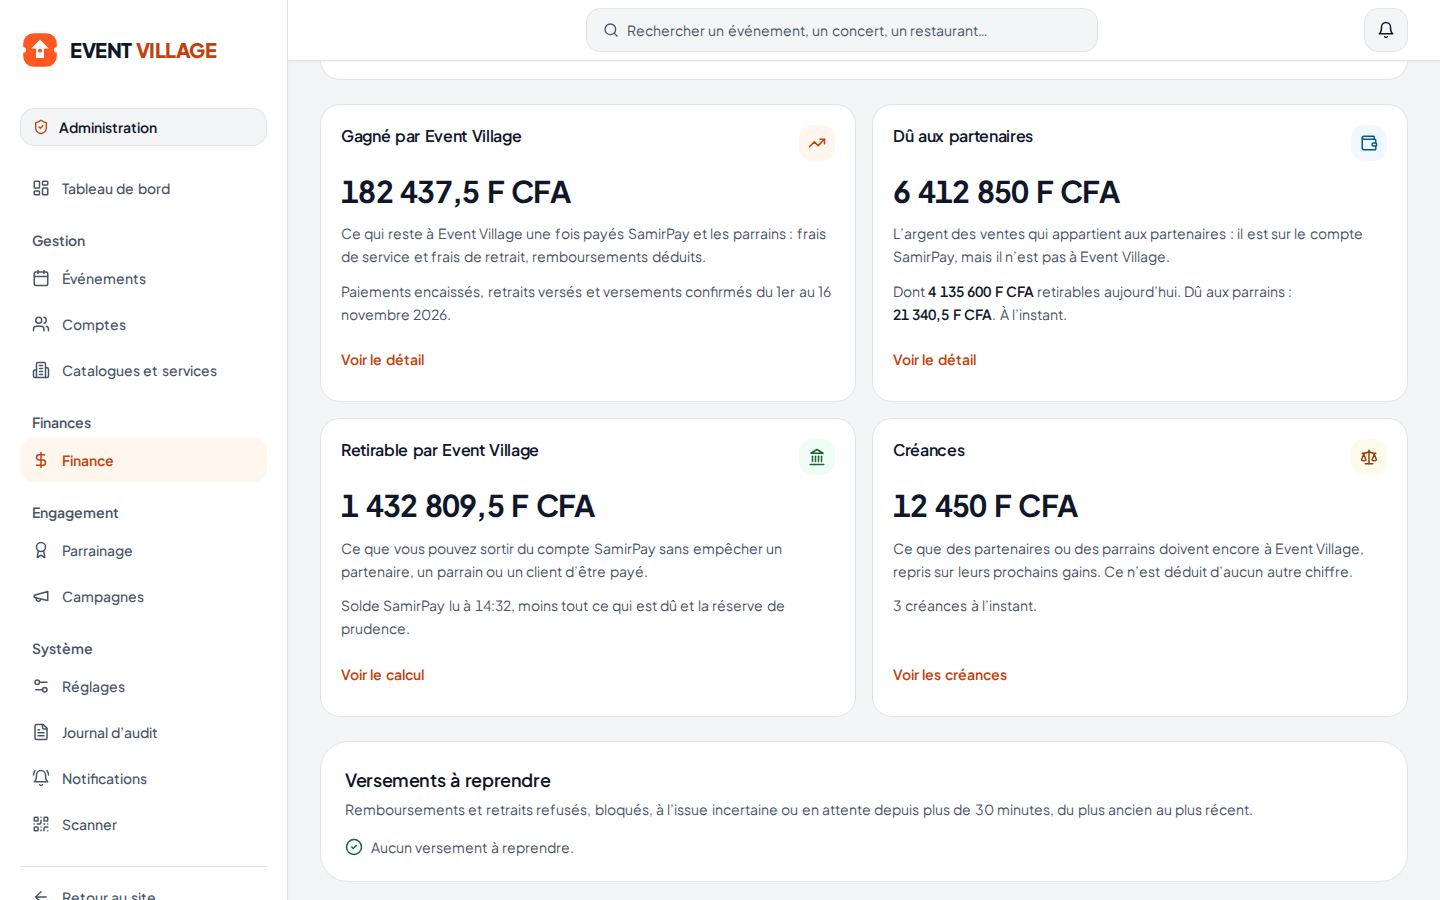 EVENT VILLAGE
Rechercher un événement, un concert, un restaurant…
Administration
Tableau de bord
Gestion
Événements
Comptes
Catalogues et services
Finances
Finance
Engagement
Parrainage
Campagnes
Système
Réglages
Journal d’audit
Notifications
Scanner
Retour au site
Gagné par Event Village
182 437,5 F CFA
Ce qui reste à Event Village une fois payés SamirPay et les parrains : frais
de service et frais de retrait, remboursements déduits.
Paiements encaissés, retraits versés et versements confirmés du 1er au 16
novembre 2026.
Voir le détail
Dû aux partenaires
6 412 850 F CFA
L’argent des ventes qui appartient aux partenaires : il est sur le compte
SamirPay, mais il n’est pas à Event Village.
Dont 4 135 600 F CFA retirables aujourd’hui. Dû aux parrains :
21 340,5 F CFA. À l’instant.
Voir le détail
Retirable par Event Village
1 432 809,5 F CFA
Ce que vous pouvez sortir du compte SamirPay sans empêcher un
partenaire, un parrain ou un client d’être payé.
Solde SamirPay lu à 14:32, moins tout ce qui est dû et la réserve de
prudence.
Voir le calcul
Créances
12 450 F CFA
Ce que des partenaires ou des parrains doivent encore à Event Village,
repris sur leurs prochains gains. Ce n’est déduit d’aucun autre chiffre.
3 créances à l’instant.
Voir les créances
Versements à reprendre
Remboursements et retraits refusés, bloqués, à l’issue incertaine ou en attente depuis plus de 30 minutes, du plus ancien au plus récent.
Aucun versement à reprendre.